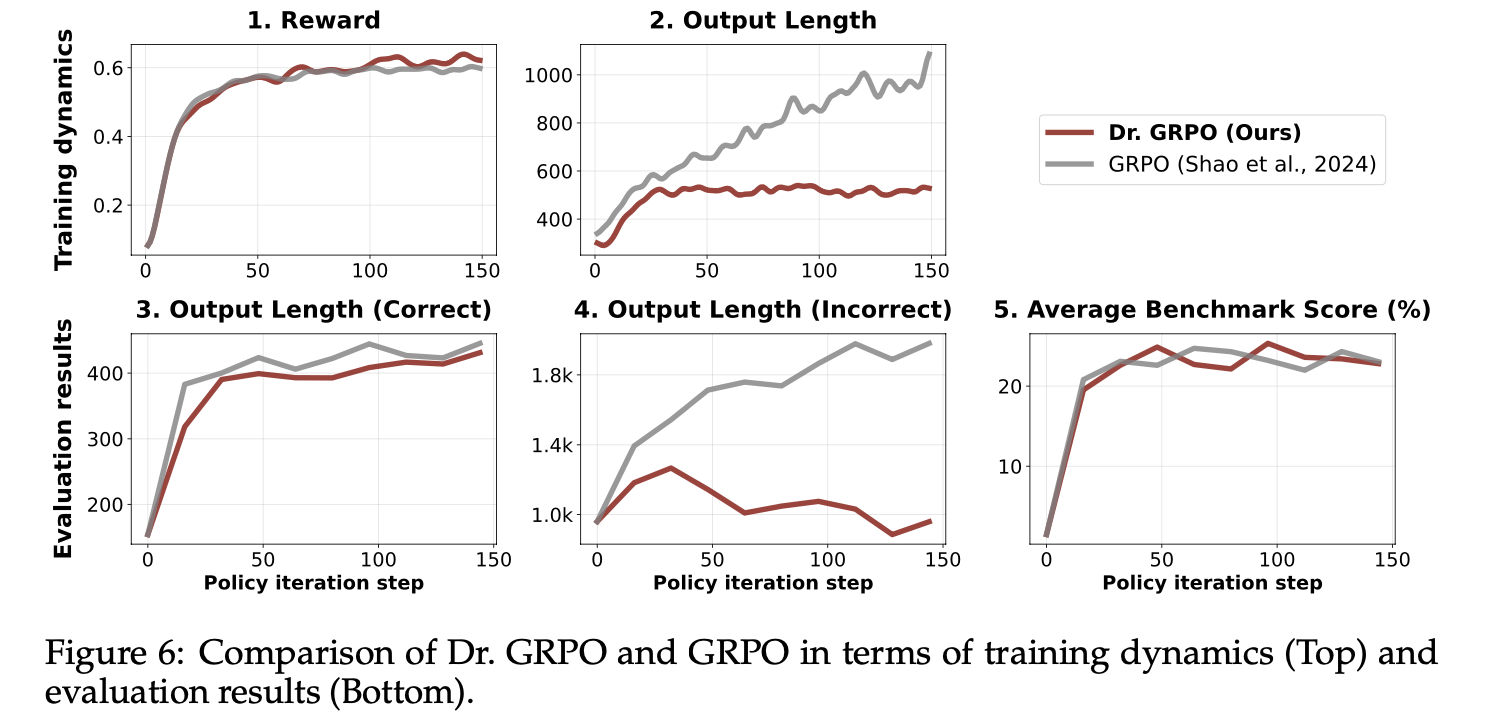 1. Reward
2. Output Length
Training dynamics
0.6
0.4
0.2
0 50 100 150
1000
800
600
400
0 50 100 150
Dr. GRPO (Ours)
GRPO (Shao et al., 2024)
3. Output Length (Correct)
4. Output Length (Incorrect)
5. Average Benchmark Score (%)
Evaluation results
400
300
200
0 50 100 150
Policy iteration step
1.8k
1.4k
1.0k
0 50 100 150
Policy iteration step
20
10
0 50 100 150
Policy iteration step
Figure 6: Comparison of Dr. GRPO and GRPO in terms of training dynamics (Top) and
evaluation results (Bottom).